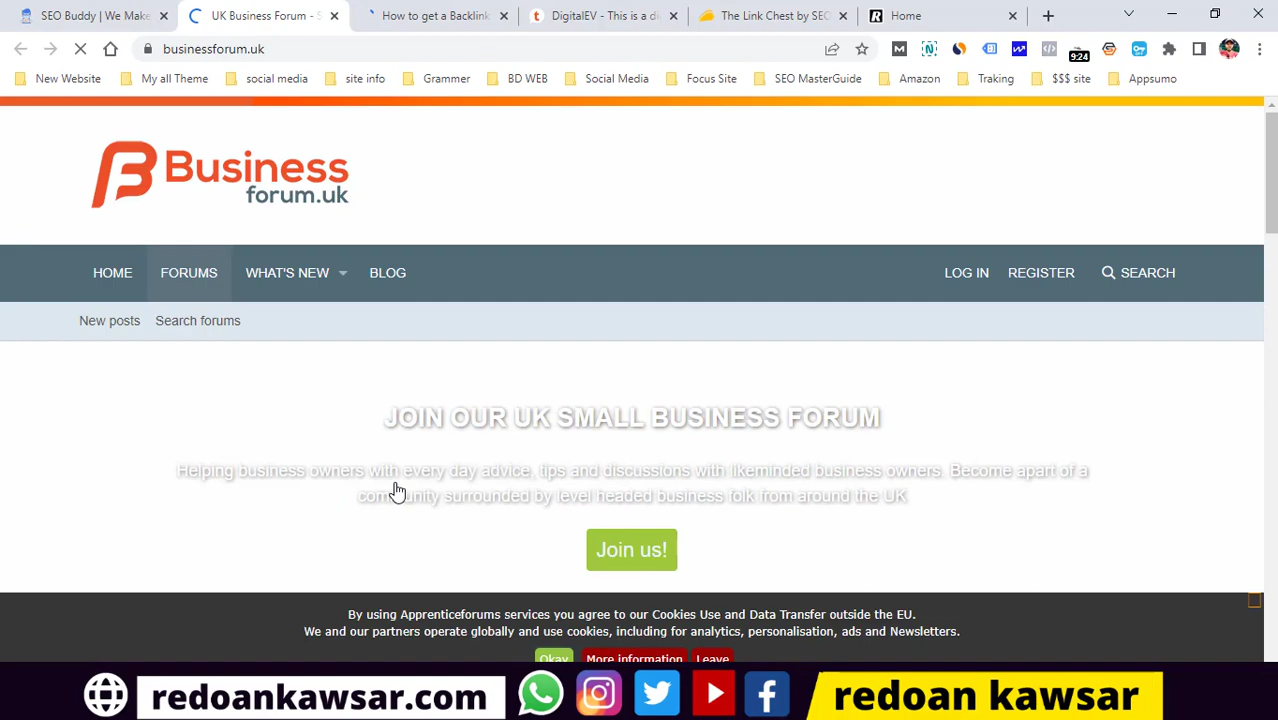 SEO Buddy | We Make
UK Business Forum - S
How to get a Backlink
DigitalEV - This is a di
The Link Chest by SEO
Home
businessforum.uk
9:24
New Website
My all Theme
social media
site info
Grammer
BD WEB
Social Media
Focus Site
SEO MasterGuide
Amazon
Traking
$$$ site
Appsumo
Business
forum.uk
HOME
FORUMS
WHAT'S NEW
BLOG
LOG IN
REGISTER
SEARCH
New posts
Search forums
JOIN OUR UK SMALL BUSINESS FORUM
Helping business owners with every day advice, tips and discussions with likeminded business owners. Become apart of a
community surrounded by level headed business folk from around the UK
Join us!
By using Apprenticeforums services you agree to our Cookies Use and Data Transfer outside the EU.
We and our partners operate globally and use cookies, including for analytics, personalisation, ads and Newsletters.
Okay
More information
Leave
redoankawsar.com
redoan kawsar